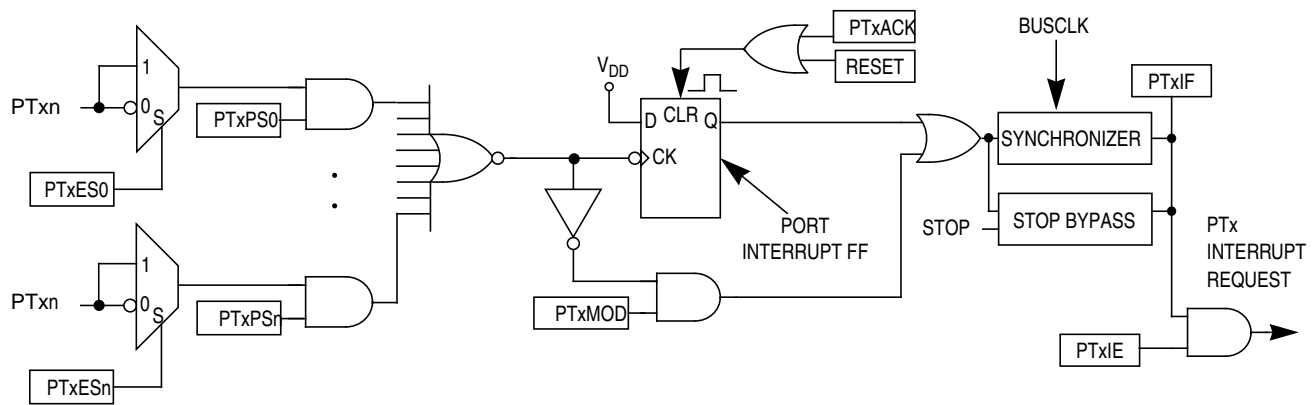 PTxn
1
0
S
PTxPS0
PTxES0
PTxn
1
0
S
PTxPSn
PTxESn
VDD
D
CLR
Q
CK
PTxACK
RESET
PORT
INTERRUPT FF
PTxMOD
BUSCLK
SYNCHRONIZER
STOP
STOP BYPASS
PTxIF
PTx
INTERRUPT
REQUEST
PTxIE